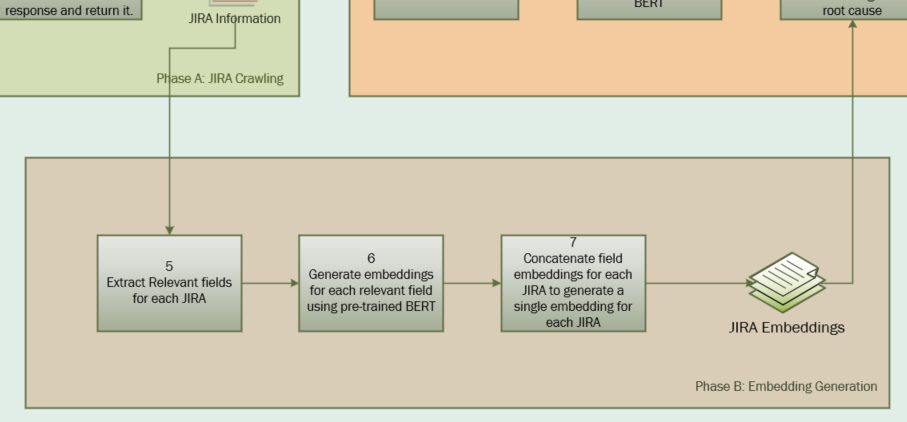 response and return it.
JIRA Information
BERT
root cause
Phase A: JIRA Crawling
5
Extract Relevant fields
for each JIRA
6
Generate embeddings
for each relevant field
using pre-trained BERT
7
Concatenate field
embeddings for each
JIRA to generate a
single embedding for
each JIRA
JIRA Embeddings
Phase B: Embedding Generation